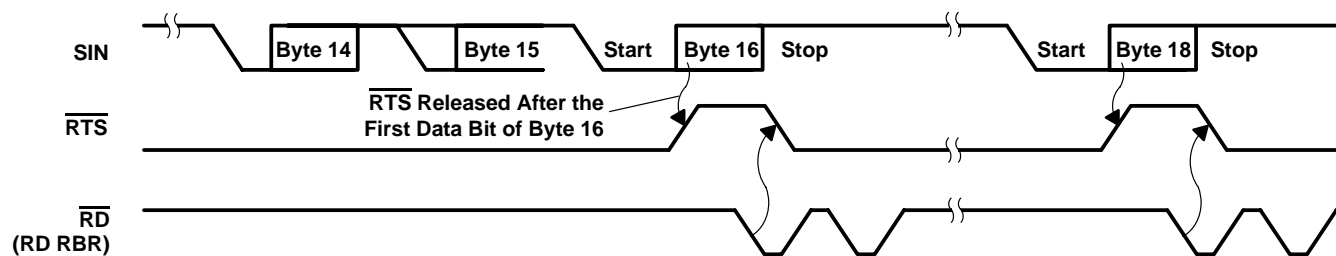 SIN
Byte 14
Byte 15
Start
Byte 16
Stop
Start
Byte 18
Stop
RTS Released After the
First Data Bit of Byte 16
RTS
RD
(RD RBR)